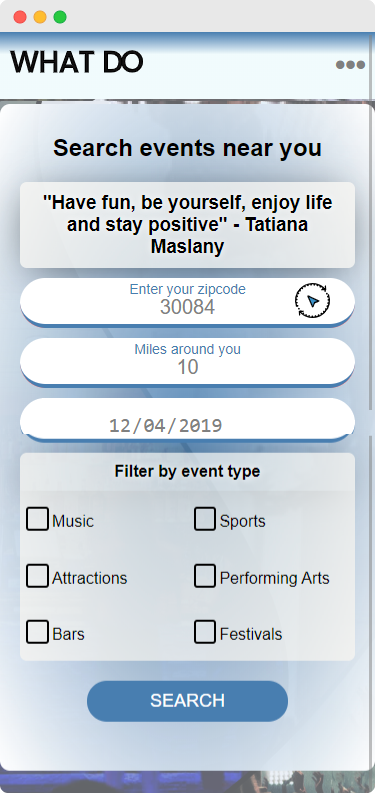 WHAT DO
Search events near you
"Have fun, be yourself, enjoy life
and stay positive" - Tatiana
Maslany
Enter your zipcode
30084
Miles around you
10
12/04/2019
Filter by event type
Music
Sports
Attractions
Performing Arts
Bars
Festivals
SEARCH